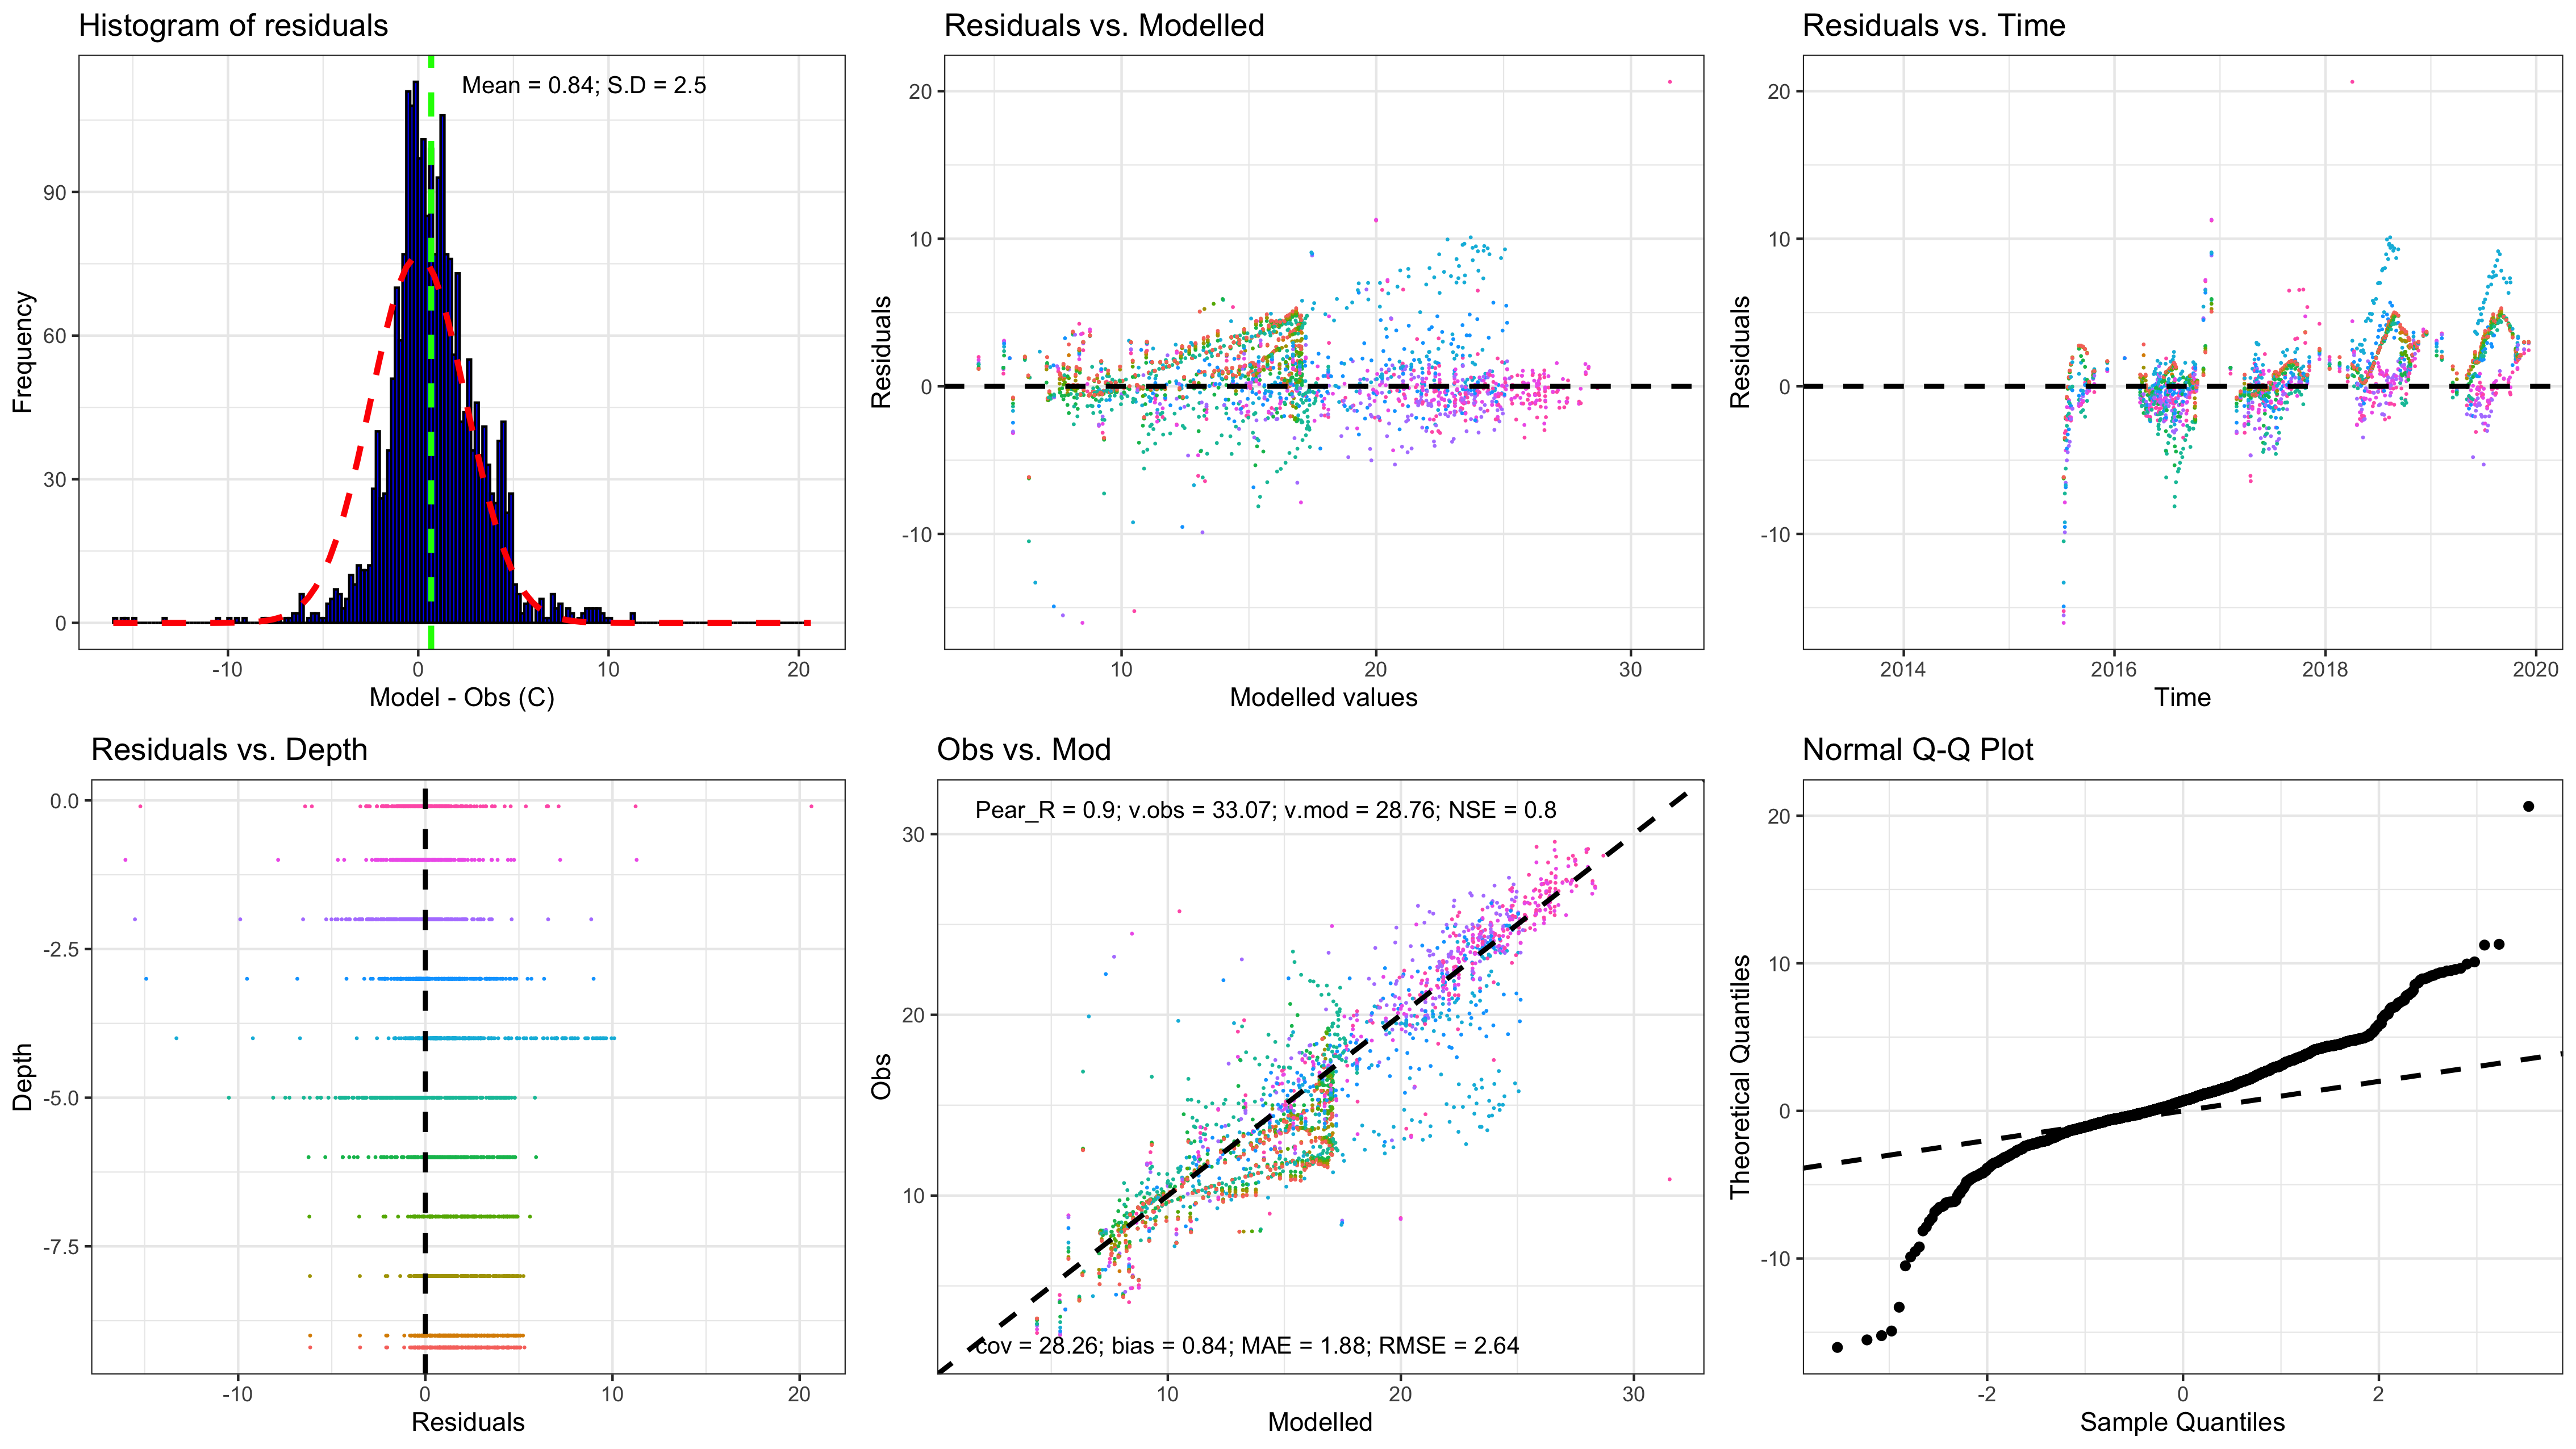 Histogram of residuals
Mean = 0.84; S.D = 2.5
Frequency
90
60
30
0
-10
0
10
20
Model - Obs (C)
Residuals vs. Modelled
Residuals
20
10
0
-10
10
20
30
Modelled values
Residuals vs. Time
Residuals
20
10
0
-10
2014
2016
2018
2020
Time
Residuals vs. Depth
Depth
0.0
-2.5
-5.0
-7.5
-10
0
10
20
Residuals
Obs vs. Mod
Pear_R = 0.9; v.obs = 33.07; v.mod = 28.76; NSE = 0.8
Obs
30
20
10
cov = 28.26; bias = 0.84; MAE = 1.88; RMSE = 2.64
10
20
30
Modelled
Normal Q-Q Plot
Theoretical Quantiles
20
10
0
-10
-2
0
2
Sample Quantiles